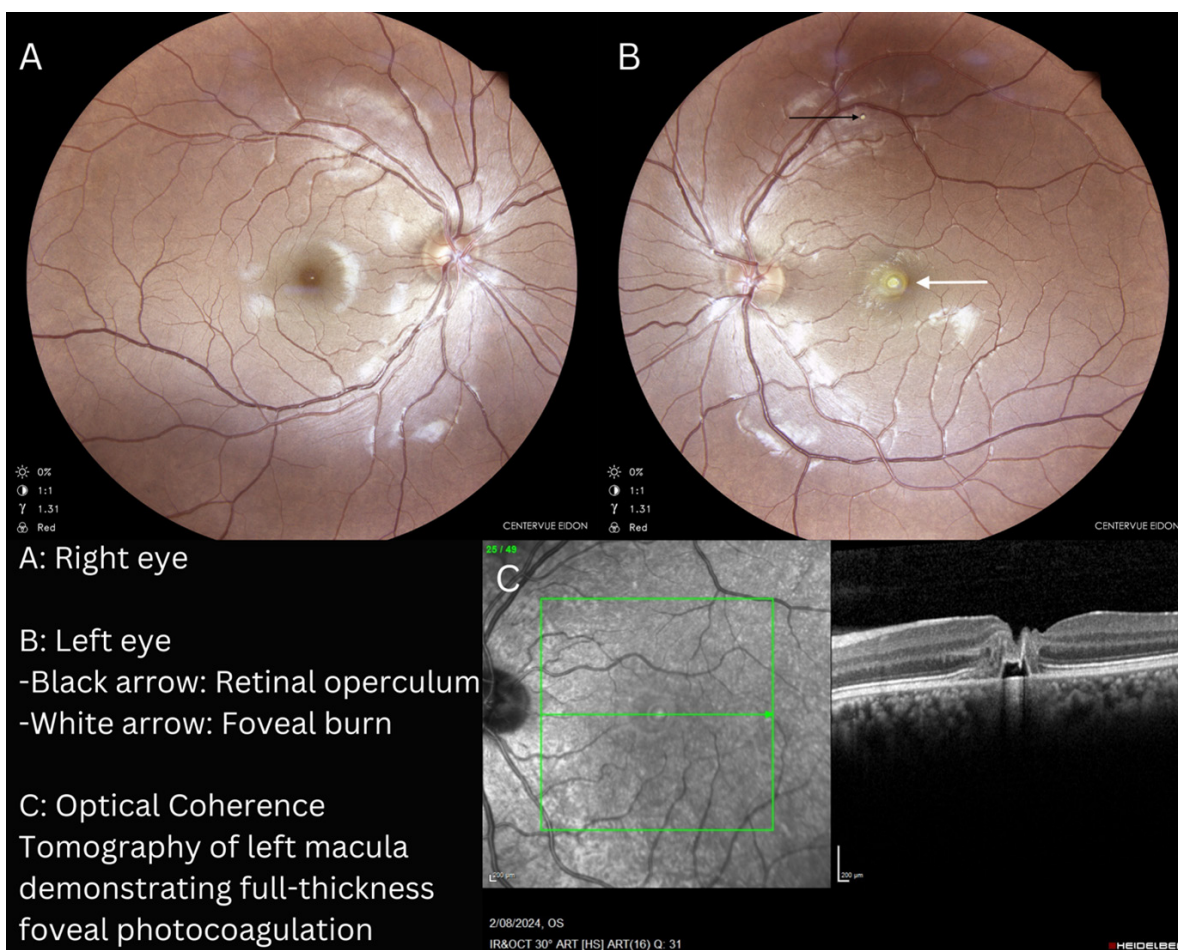 A
B
0%
1:1
1.31
Red
CENTERVUE EIDON
0%
1:1
γ 1.31
Red
CENTERVUE EIDON
A: Right eye
B: Left eye
-Black arrow: Retinal operculum
-White arrow: Foveal burn
C: Optical Coherence
Tomography of left macula
demonstrating full-thickness
foveal photocoagulation
25 / 49
C
200 µm
2/08/2024, OS
IR&OCT 30° ART [HS] ART(16) Q: 31
200 µm
HEIDELBE